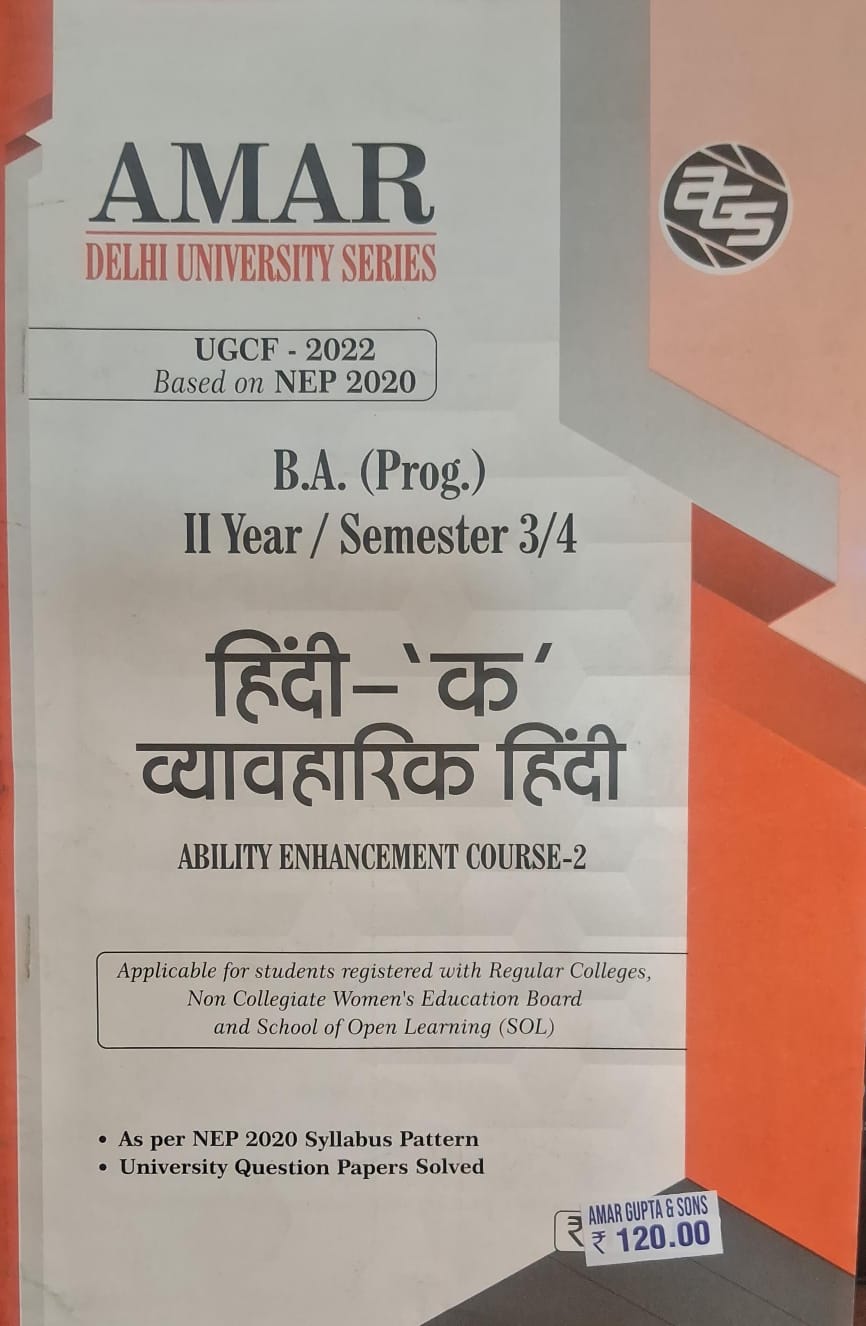 AMAR
DELHI UNIVERSITY SERIES
aGS
UGCF - 2022
Based on NEP 2020
B.A. (Prog.)
II Year / Semester 3/4
हिंदी–‘क’
व्यावहारिक हिंदी
ABILITY ENHANCEMENT COURSE-2
Applicable for students registered with Regular Colleges,
Non Collegiate Women's Education Board
and School of Open Learning (SOL)
• As per NEP 2020 Syllabus Pattern
• University Question Papers Solved
₹
AMAR GUPTA & SONS
₹ 120.00